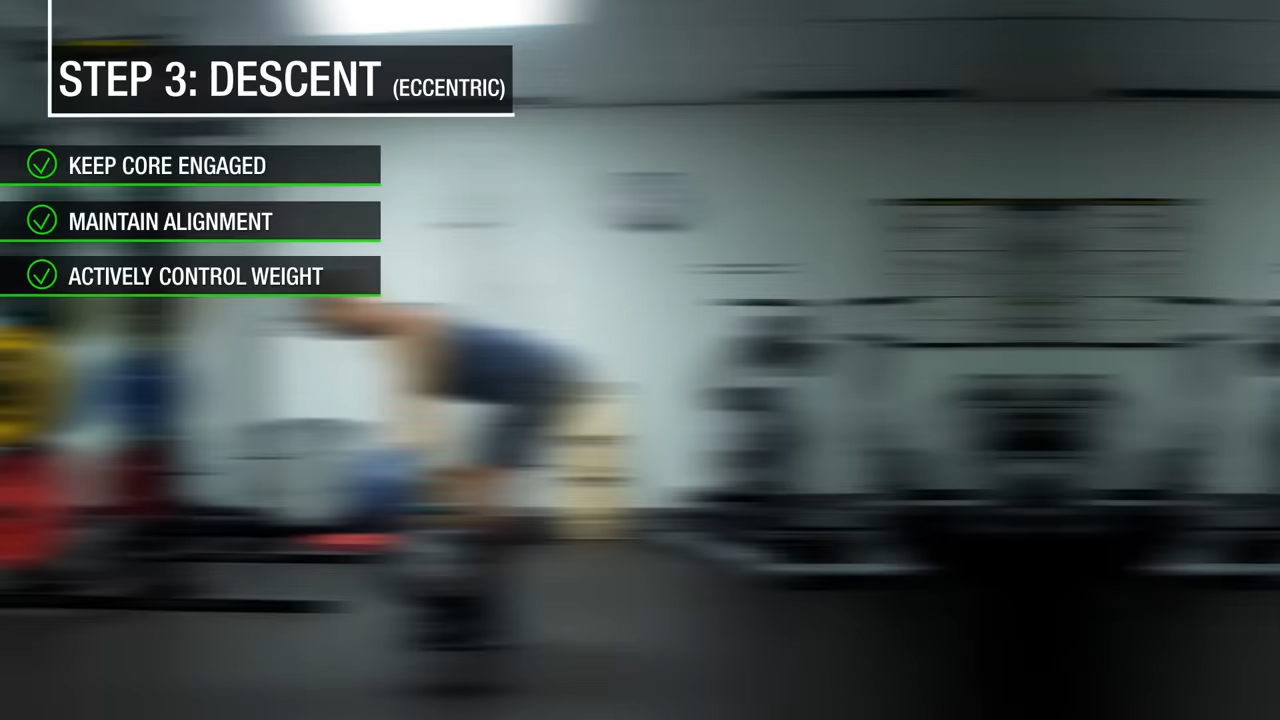 STEP 3: DESCENT (ECCENTRIC)
KEEP CORE ENGAGED
MAINTAIN ALIGNMENT
ACTIVELY CONTROL WEIGHT